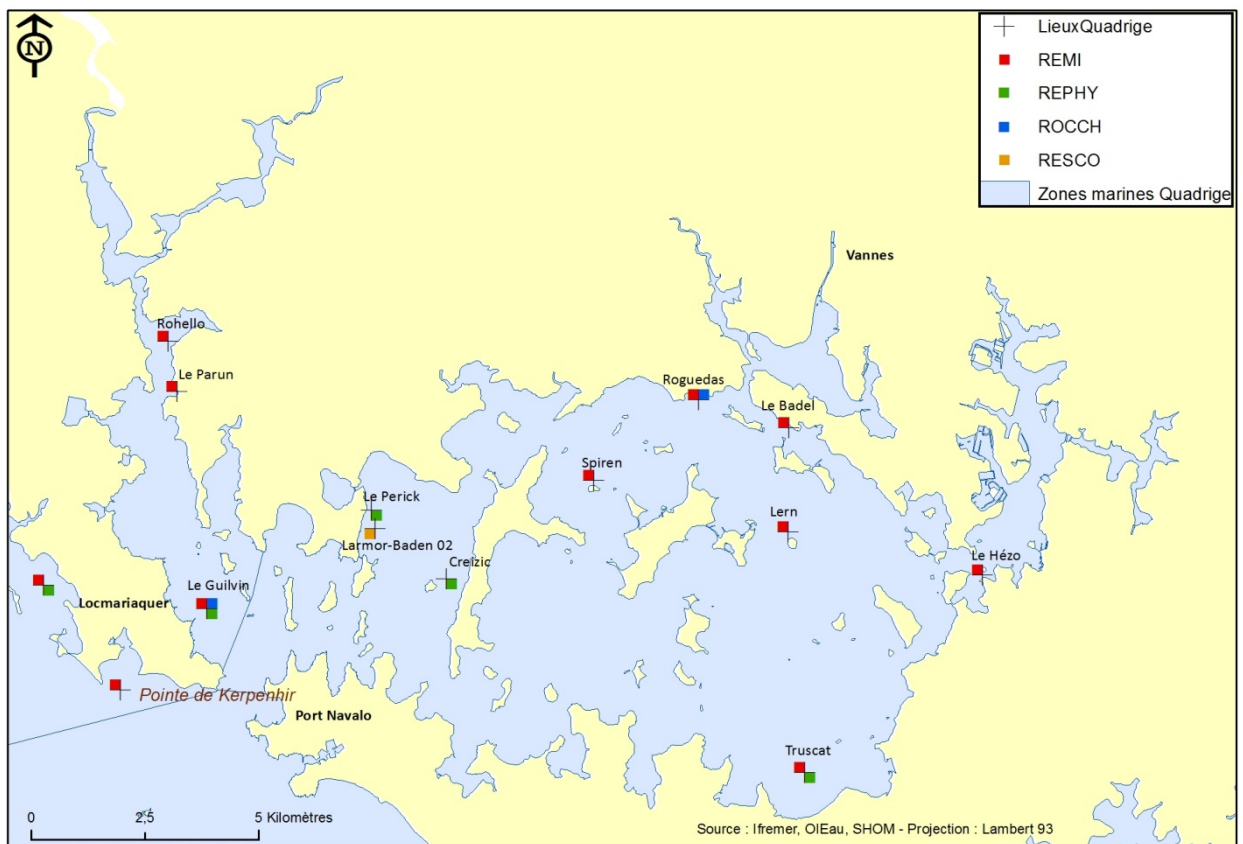 N
LieuxQuadrige
REMI
REPHY
ROCCH
RESCO
Zones marines Quadrige
Vannes
Rohello
Le Parun
Roguedas
Le Badel
Spiren
Le Perick
Lern
Larmor-Baden 02
Creïzic
Le Hézo
Le Guilvin
Locmariaquer
Pointe de Kerpenhir
Port Navalo
Truscat
0 2,5 5 Kilomètres
Source : Ifremer, OIEau, SHOM - Projection : Lambert 93